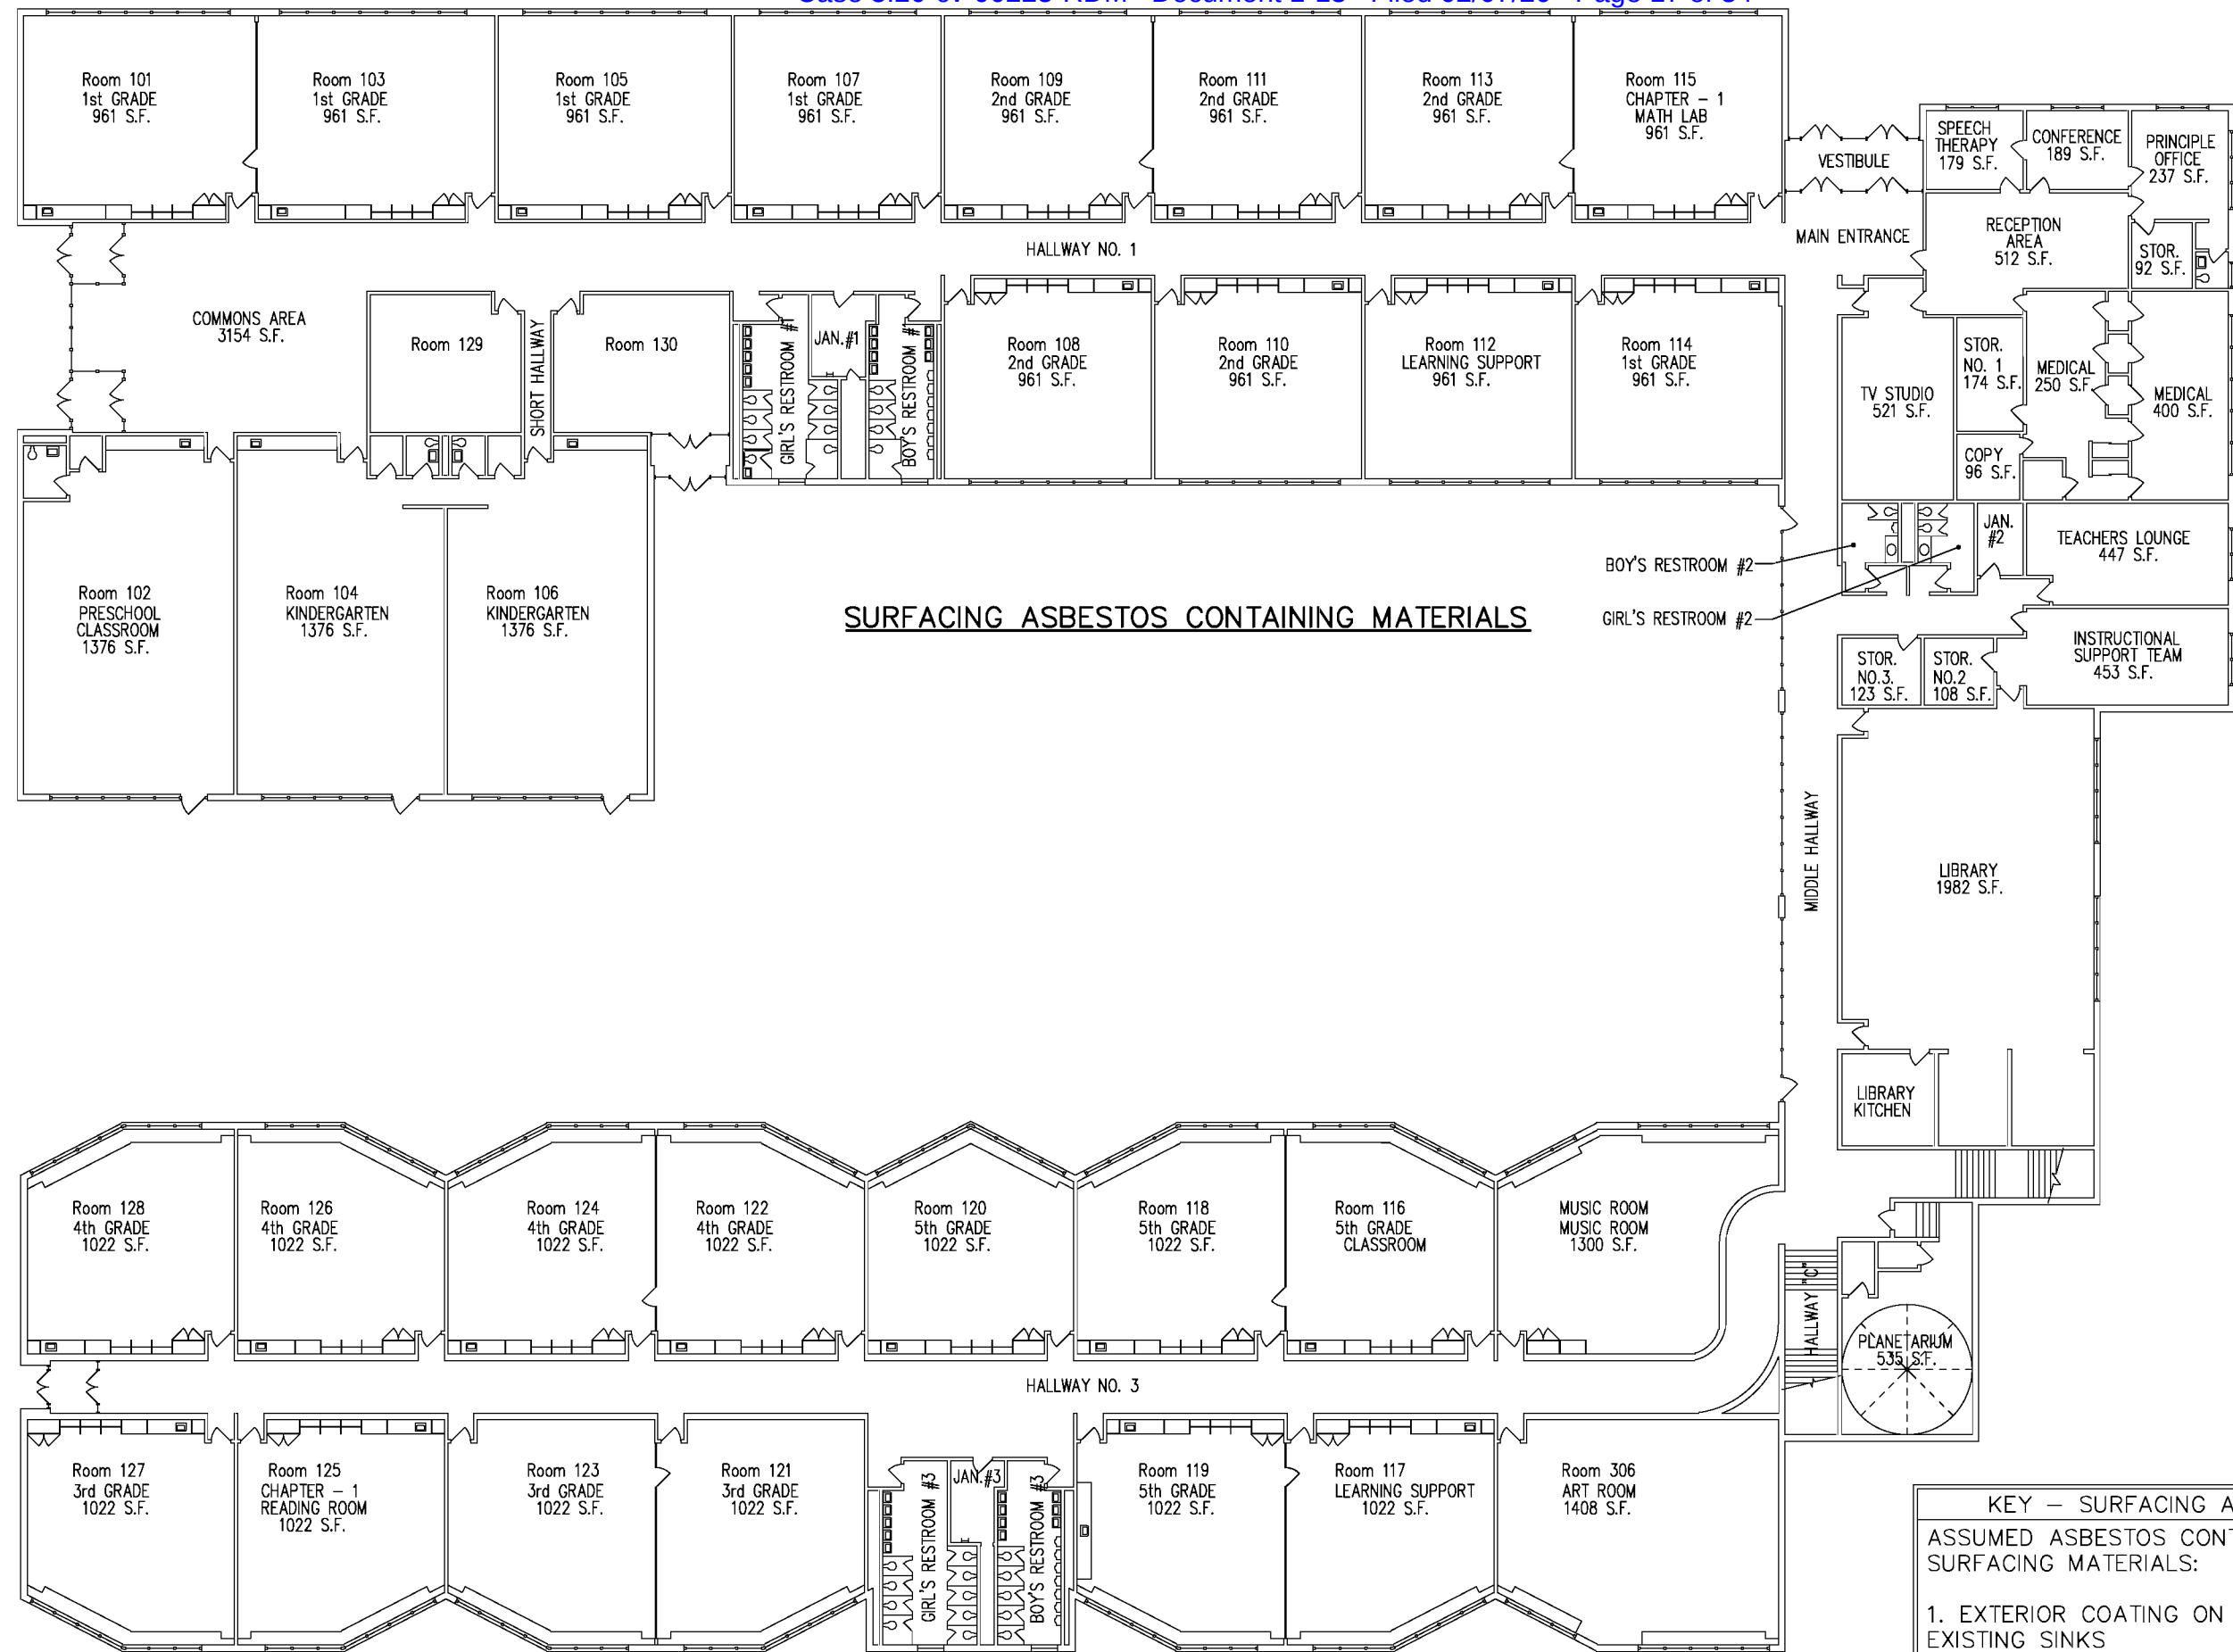 Room 101
1st GRADE
961 S.F.
Room 103
1st GRADE
961 S.F.
Room 105
1st GRADE
961 S.F.
Room 107
1st GRADE
961 S.F.
Room 109
2nd GRADE
961 S.F.
Room 111
2nd GRADE
961 S.F.
Room 113
2nd GRADE
961 S.F.
Room 115
CHAPTER – 1
MATH LAB
961 S.F.
VESTIBULE
SPEECH
THERAPY
179 S.F.
CONFERENCE
189 S.F.
PRINCIPLE
OFFICE
237 S.F.
HALLWAY NO. 1
MAIN ENTRANCE
RECEPTION
AREA
512 S.F.
STOR.
92 S.F.
COMMONS AREA
3154 S.F.
Room 129
SHORT HALLWAY
Room 130
GIRL'S RESTROOM #1
JAN.#1
BOY'S RESTROOM #1
Room 108
2nd GRADE
961 S.F.
Room 110
2nd GRADE
961 S.F.
Room 112
LEARNING SUPPORT
961 S.F.
Room 114
1st GRADE
961 S.F.
TV STUDIO
521 S.F.
STOR.
NO. 1
174 S.F.
MEDICAL
250 S.F.
MEDICAL
400 S.F.
COPY
96 S.F.
JAN.
#2
TEACHERS LOUNGE
447 S.F.
BOY'S RESTROOM #2
GIRL'S RESTROOM #2
Room 102
PRESCHOOL
CLASSROOM
1376 S.F.
Room 104
KINDERGARTEN
1376 S.F.
Room 106
KINDERGARTEN
1376 S.F.
SURFACING ASBESTOS CONTAINING MATERIALS
STOR.
NO.3.
123 S.F.
STOR.
NO.2
108 S.F.
INSTRUCTIONAL
SUPPORT TEAM
453 S.F.
MIDDLE HALLWAY
LIBRARY
1982 S.F.
LIBRARY
KITCHEN
Room 128
4th GRADE
1022 S.F.
Room 126
4th GRADE
1022 S.F.
Room 124
4th GRADE
1022 S.F.
Room 122
4th GRADE
1022 S.F.
Room 120
5th GRADE
1022 S.F.
Room 118
5th GRADE
1022 S.F.
Room 116
5th GRADE
CLASSROOM
MUSIC ROOM
MUSIC ROOM
1300 S.F.
HALLWAY "C"
PLANETARIUM
535 S.F.
HALLWAY NO. 3
Room 127
3rd GRADE
1022 S.F.
Room 125
CHAPTER – 1
READING ROOM
1022 S.F.
Room 123
3rd GRADE
1022 S.F.
Room 121
3rd GRADE
1022 S.F.
GIRL'S RESTROOM #3
JAN.#3
BOY'S RESTROOM #3
Room 119
5th GRADE
1022 S.F.
Room 117
LEARNING SUPPORT
1022 S.F.
Room 306
ART ROOM
1408 S.F.
KEY – SURFACING A
ASSUMED ASBESTOS CONT
SURFACING MATERIALS:
1. EXTERIOR COATING ON
EXISTING SINKS